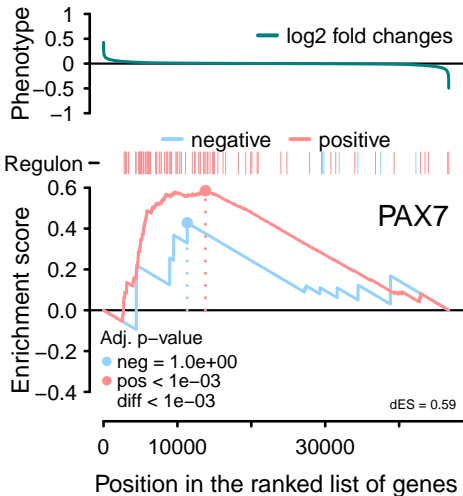 Phenotype
1
0.5
0
−0.5
−1
log2 fold changes
negative
positive
Regulon
Enrichment score
0.6
0.4
0.2
0.0
−0.2
−0.4
PAX7
Adj. p−value
neg = 1.0e+00
pos < 1e−03
diff < 1e−03
dES = 0.59
0
10000
30000
Position in the ranked list of genes